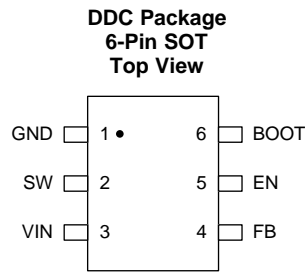 DDC Package
6-Pin SOT
Top View
GND 1 6 BOOT
SW 2 5 EN
VIN 3 4 FB